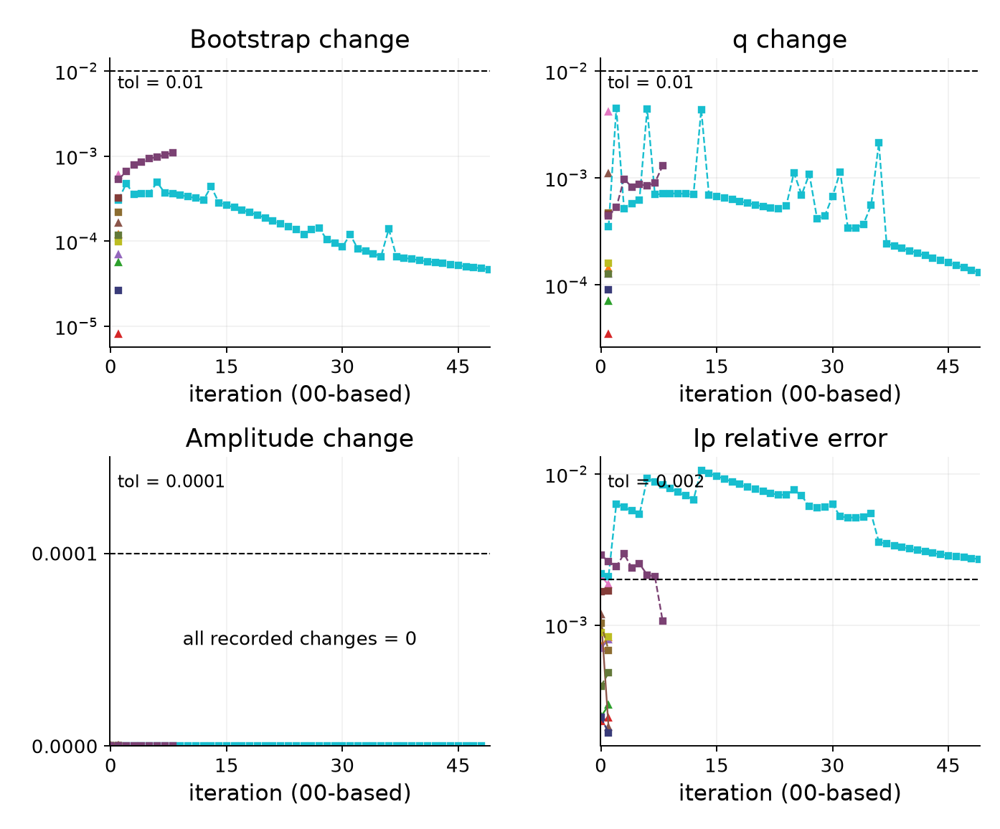 Bootstrap change
10⁻²
tol = 0.01
10⁻³
10⁻⁴
10⁻⁵
0 15 30 45
iteration (00-based)
q change
10⁻²
tol = 0.01
10⁻³
10⁻⁴
0 15 30 45
iteration (00-based)
Amplitude change
tol = 0.0001
0.0001
all recorded changes = 0
0.0000
0 15 30 45
iteration (00-based)
Ip relative error
10⁻²
tol = 0.002
10⁻³
0 15 30 45
iteration (00-based)